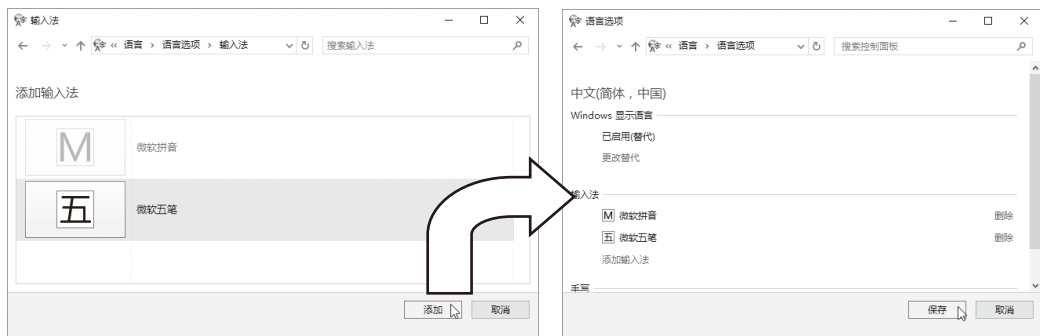 输入法
« 语言 › 语言选项 › 输入法
搜索输入法
添加输入法
M 微软拼音
五 微软五笔
添加 取消
语言选项
« 语言 › 语言选项
搜索控制面板
中文(简体，中国)
Windows 显示语言
已启用(替代)
更改替代
输入法
M 微软拼音 删除
五 微软五笔 删除
添加输入法
手写
保存 取消